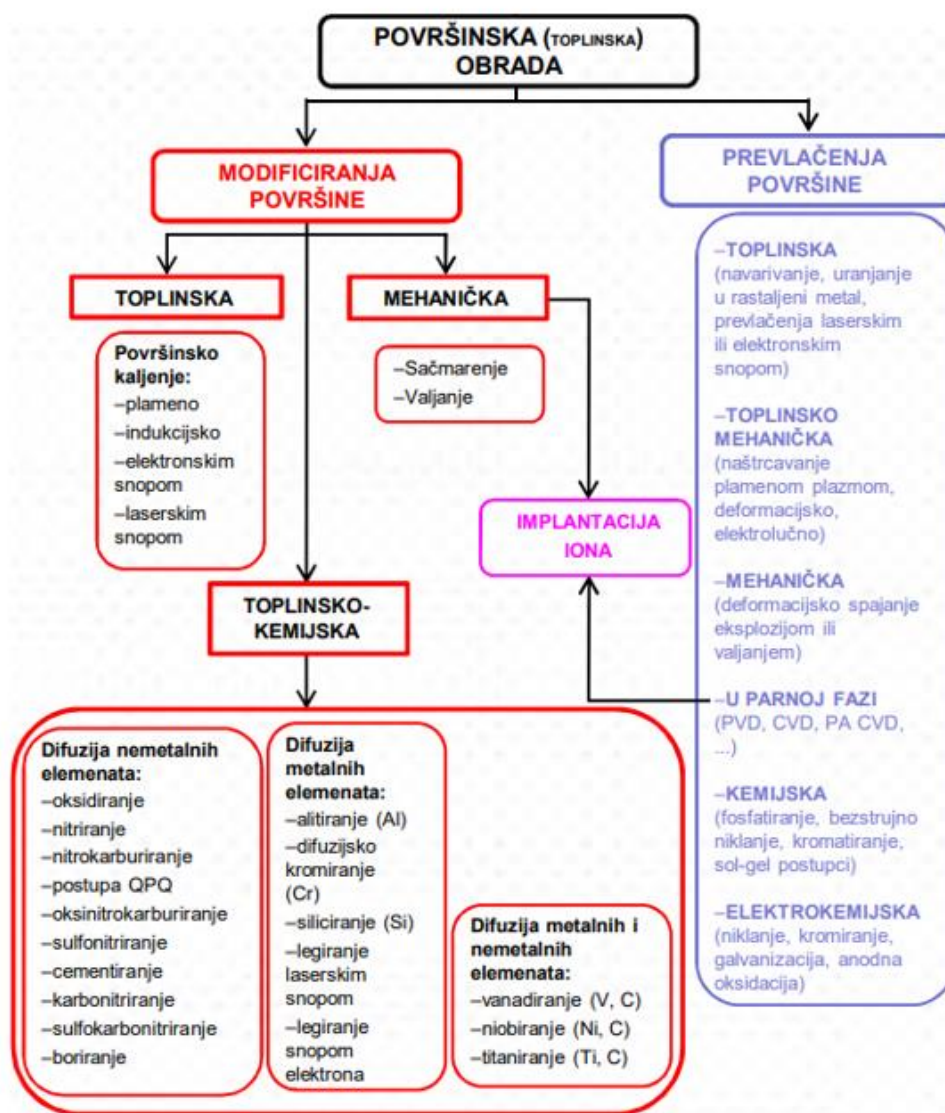 POVRŠINSKA (TOPLINSKA)
OBRADA
MODIFICIRANJA
POVRŠINE
PREVLAČENJA
POVRŠINE
TOPLINSKA
MEHANIČKA
Površinsko
kaljenje:
–plameno
–indukcijsko
–elektronskim
snopom
–laserskim
snopom
–Sačmarenje
–Valjanje
IMPLANTACIJA
IONA
TOPLINSKO-
KEMIJSKA
Difuzija nemetalnih
elemenata:
–oksidiranje
–nitriranje
–nitrokarburiranje
–postupa QPQ
–oksinitrokarburiranje
–sulfonitriranje
–cementiranje
–karbonitriranje
–sulfokarbonitriranje
–boriranje
Difuzija
metalnih
elemenata:
–alitiranje (Al)
–difuzijsko
kromiranje
(Cr)
–siliciranje (Si)
–legiranje
laserskim
snopom
–legiranje
snopom
elektrona
Difuzija metalnih i
nemetalnih
elemenata:
–vanadiranje (V, C)
–niobiranje (Ni, C)
–titaniranje (Ti, C)
–TOPLINSKA
(navarivanje, uranjanje
u rastaljeni metal,
prevlačenja laserskim
ili elektronskim
snopom)
–TOPLINSKO
MEHANIČKA
(naštrcavanje
plamenom plazmom,
deformacijsko,
elektrolučno)
–MEHANIČKA
(deformacijsko spajanje
eksplozijom ili
valjanjem)
–U PARNOJ FAZI
(PVD, CVD, PA CVD,
...)
–KEMIJSKA
(fosfatiranje, bezstrujno
niklanje, kromatiranje,
sol-gel postupci)
–ELEKTROKEMIJSKA
(niklanje, kromiranje,
galvanizacija, anodna
oksidacija)